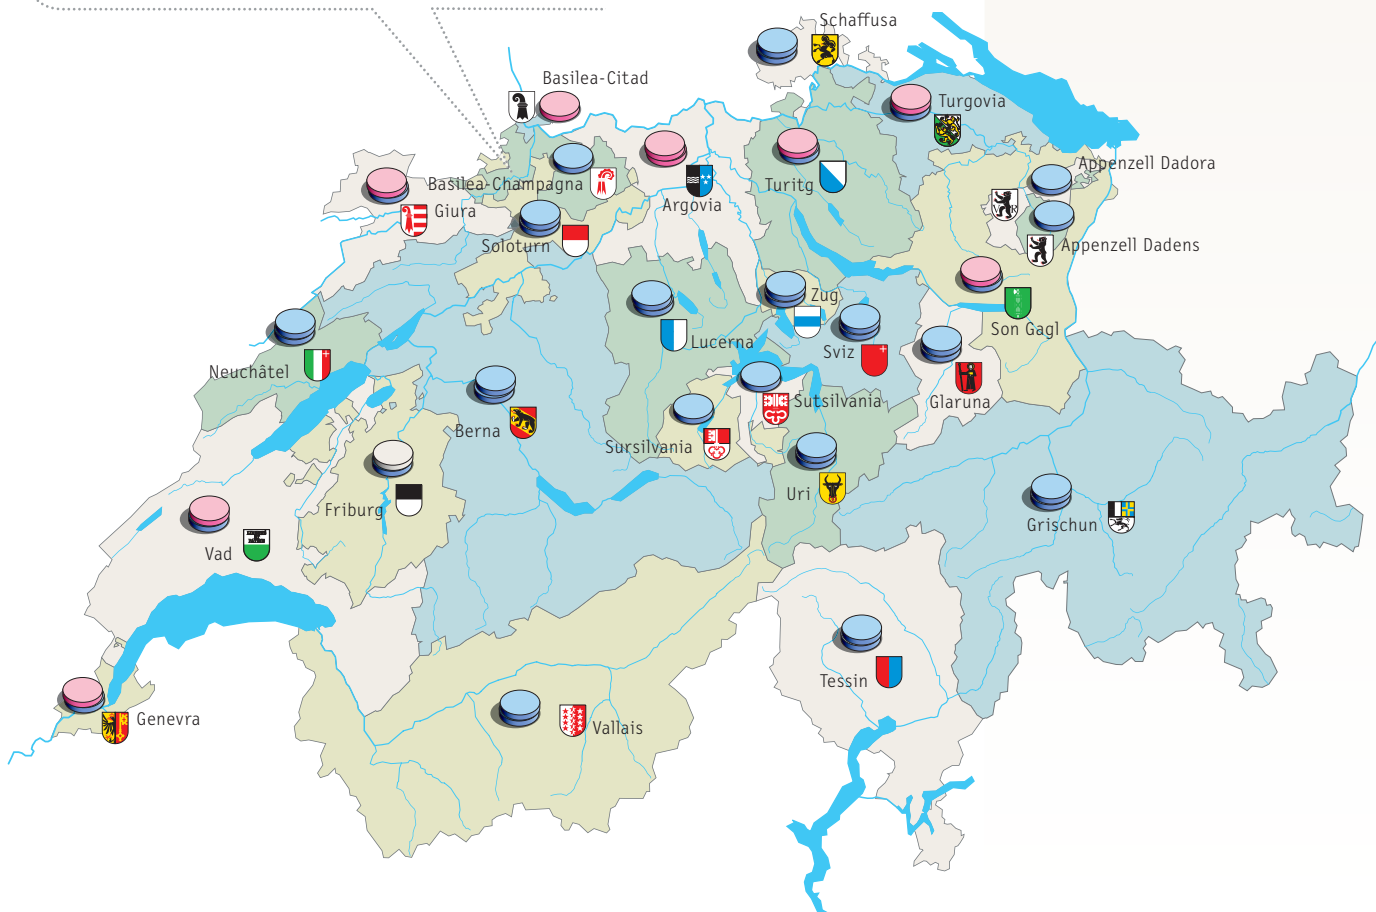 Schaffusa
Basilea-Citad
Turgovia
Appenzell Dadora
Basilea-Champagna
Turitg
Argovia
Giura
Soloturn
Appenzell Dadens
Zug
Son Gagl
Lucerna
Sviz
Neuchâtel
Glaruna
Sutsilvania
Berna
Sursilvania
Uri
Friburg
Grischun
Vad
Tessin
Genevra
Vallais